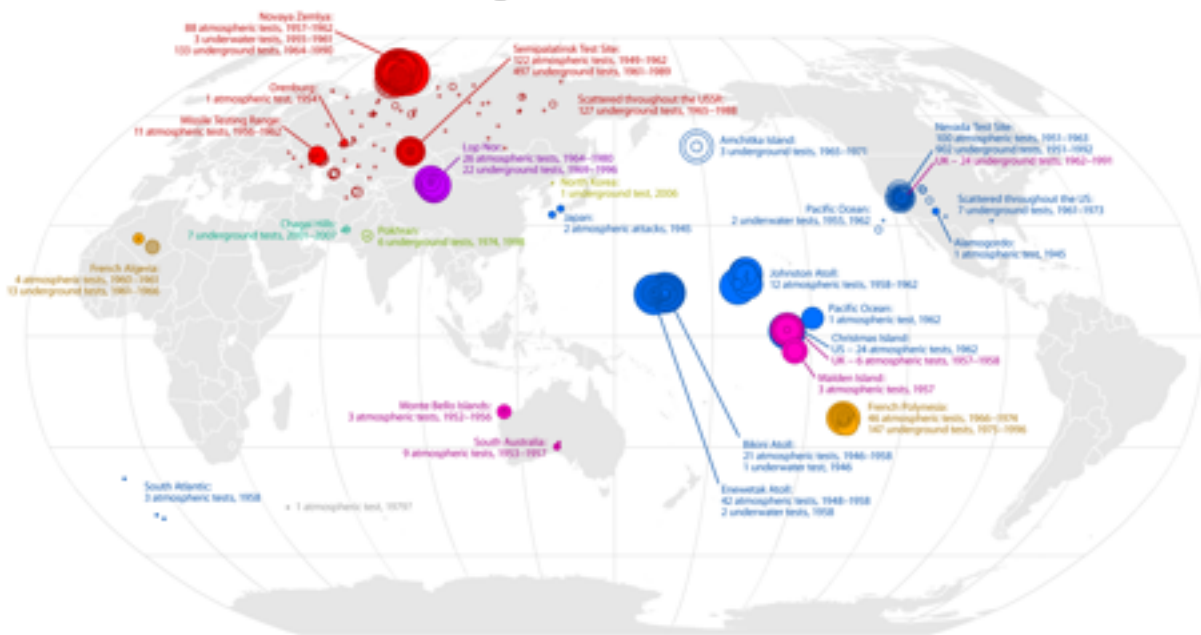 Novaya Zemlya:
88 atmospheric tests, 1957–1962
3 underwater tests, 1955–1961
133 underground tests, 1964–1990
Semipalatinsk Test Site:
122 atmospheric tests, 1949–1962
497 underground tests, 1961–1989
Orenburg:
1 atmospheric test, 1954
Missile Testing Range:
11 atmospheric tests, 1956–1962
Scattered throughout the USSR:
127 underground tests, 1965–1988
Lop Nor:
26 atmospheric tests, 1964–1980
22 underground tests, 1969–1996
North Korea:
1 underground test, 2006
Japan:
2 atmospheric attacks, 1945
Chagai Hills:
7 underground tests,
Pokhran:
6 underground tests, 1974, 1998
French Algeria:
4 atmospheric tests, 1960–1961
13 underground tests, 1961–1966
Amchitka Island:
3 underground tests, 1965–1971
Nevada Test Site:
100 atmospheric tests, 1951–1963
902 underground tests, 1951–1992
UK – 24 underground tests, 1962–1991
Scattered throughout the US:
7 underground tests, 1961–1973
Pacific Ocean:
2 underwater tests, 1955, 1962
Alamogordo:
1 atmospheric test, 1945
Johnston Atoll:
12 atmospheric tests, 1958–1962
Pacific Ocean:
1 atmospheric test, 1962
Christmas Island:
US – 24 atmospheric tests, 1962
UK – 6 atmospheric tests, 1957–1958
Malden Island:
3 atmospheric tests, 1957
French Polynesia:
46 atmospheric tests, 1966–1974
147 underground tests, 1975–1996
Monte Bello Islands:
3 atmospheric tests, 1952–1956
South Australia:
9 atmospheric tests, 1953–1957
Bikini Atoll:
21 atmospheric tests, 1946–1958
1 underwater test, 1946
Enewetak Atoll:
42 atmospheric tests, 1948–1958
2 underwater tests, 1958
South Atlantic:
3 atmospheric tests, 1958
1 atmospheric test, 1979?